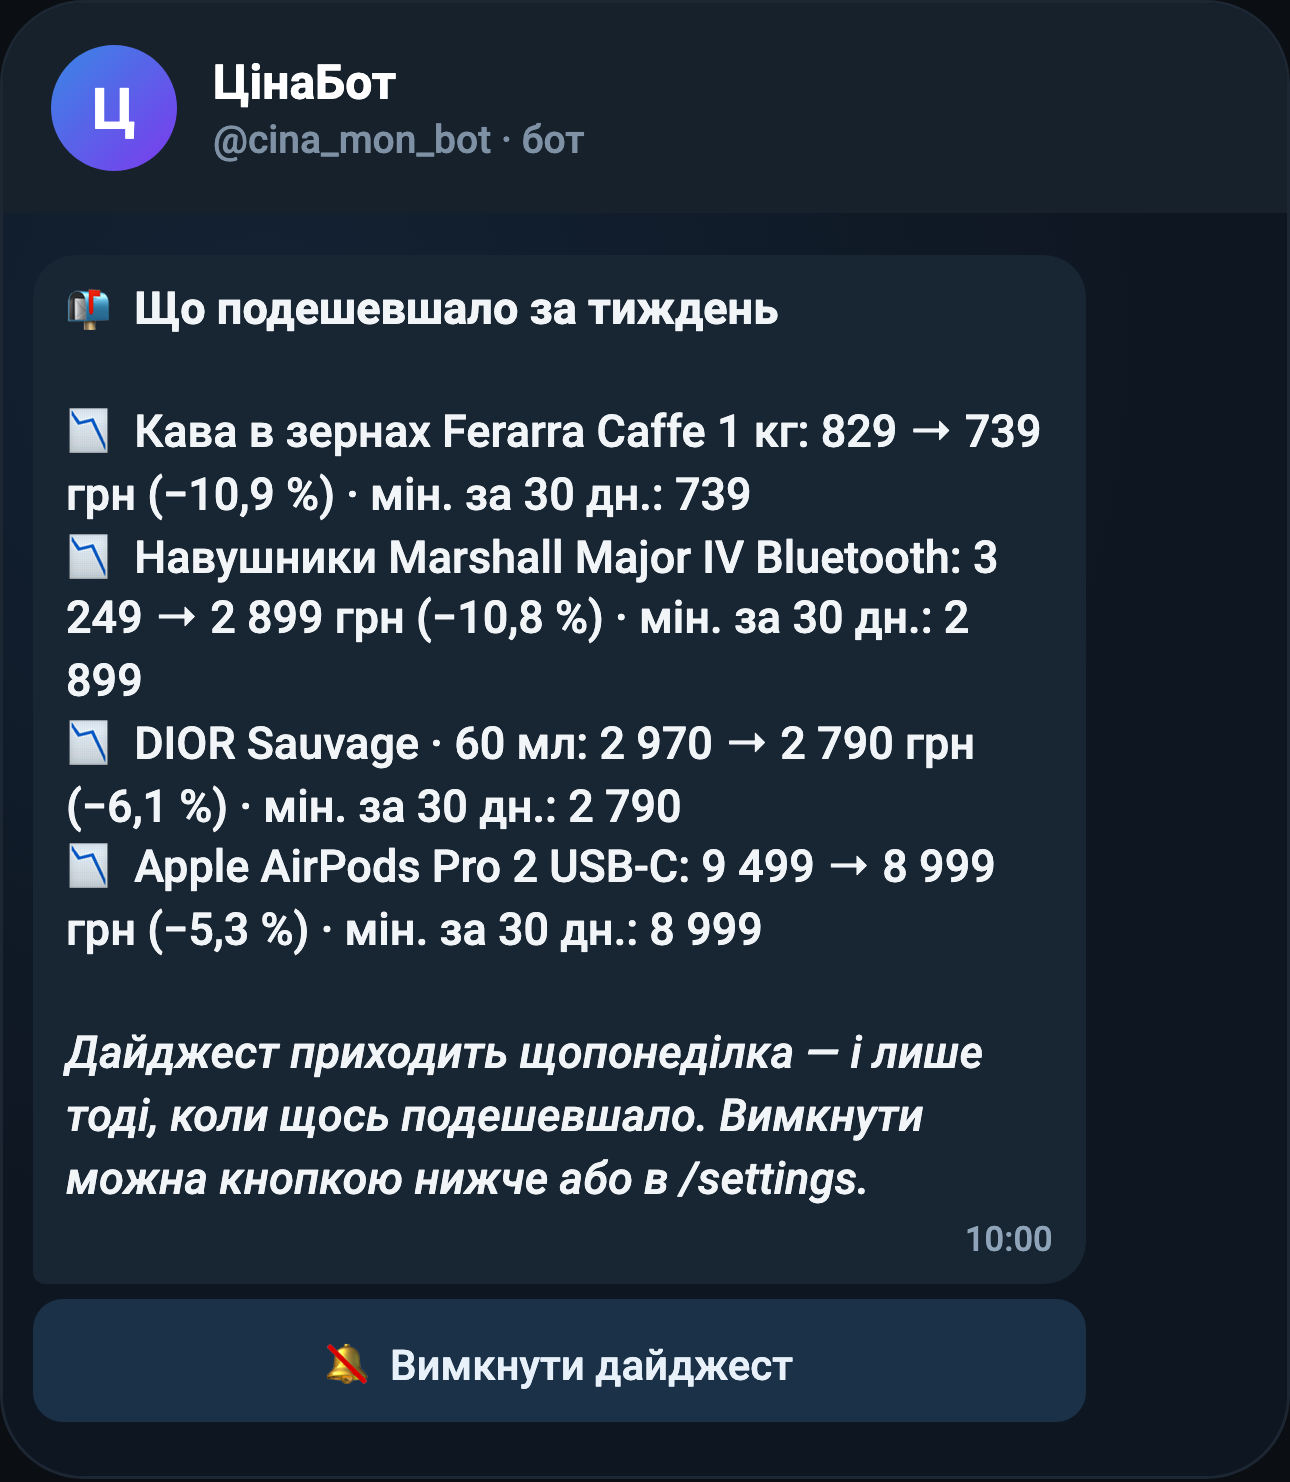 Ц
ЦінаБот
@cina_mon_bot · бот
📬 Що подешевшало за тиждень
📉 Кава в зернах Ferarra Caffe 1 кг: 829 → 739
грн (−10,9 %) · мін. за 30 дн.: 739
📉 Навушники Marshall Major IV Bluetooth: 3
249 → 2 899 грн (−10,8 %) · мін. за 30 дн.: 2
899
📉 DIOR Sauvage · 60 мл: 2 970 → 2 790 грн
(−6,1 %) · мін. за 30 дн.: 2 790
📉 Apple AirPods Pro 2 USB-C: 9 499 → 8 999
грн (−5,3 %) · мін. за 30 дн.: 8 999
Дайджест приходить щопонеділка — і лише
тоді, коли щось подешевшало. Вимкнути
можна кнопкою нижче або в /settings.
10:00
🔕 Вимкнути дайджест